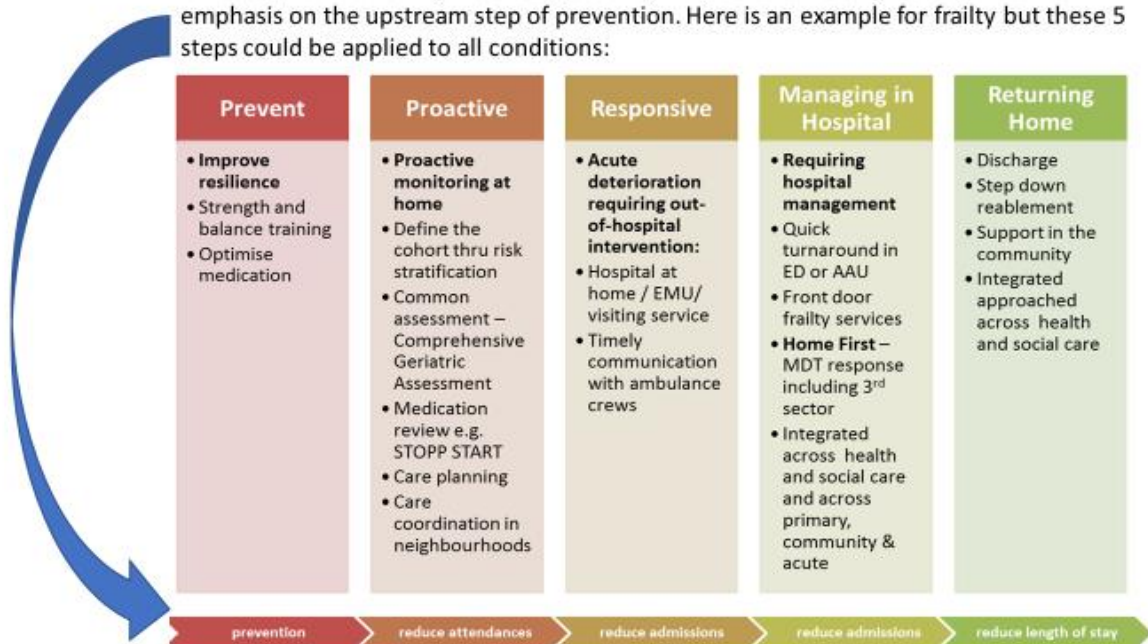 emphasis on the upstream step of prevention. Here is an example for frailty but these 5
steps could be applied to all conditions:
Prevent
• Improve
resilience
• Strength and
balance training
• Optimise
medication
Proactive
• Proactive
monitoring at
home
• Define the
cohort thru risk
stratification
• Common
assessment –
Comprehensive
Geriatric
Assessment
• Medication
review e.g.
STOPP START
• Care planning
• Care
coordination in
neighbourhoods
Responsive
• Acute
deterioration
requiring out-
of-hospital
intervention:
• Hospital at
home / EMU/
visiting service
• Timely
communication
with ambulance
crews
Managing in
Hospital
• Requiring
hospital
management
• Quick
turnaround in
ED or AAU
• Front door
frailty services
• Home First –
MDT response
including 3rd
sector
• Integrated
across health
and social care
and across
primary,
community &
acute
Returning
Home
• Discharge
• Step down
reablement
• Support in the
community
• Integrated
approached
across health
and social care
prevention
reduce attendances
reduce admissions
reduce admissions
reduce length of stay